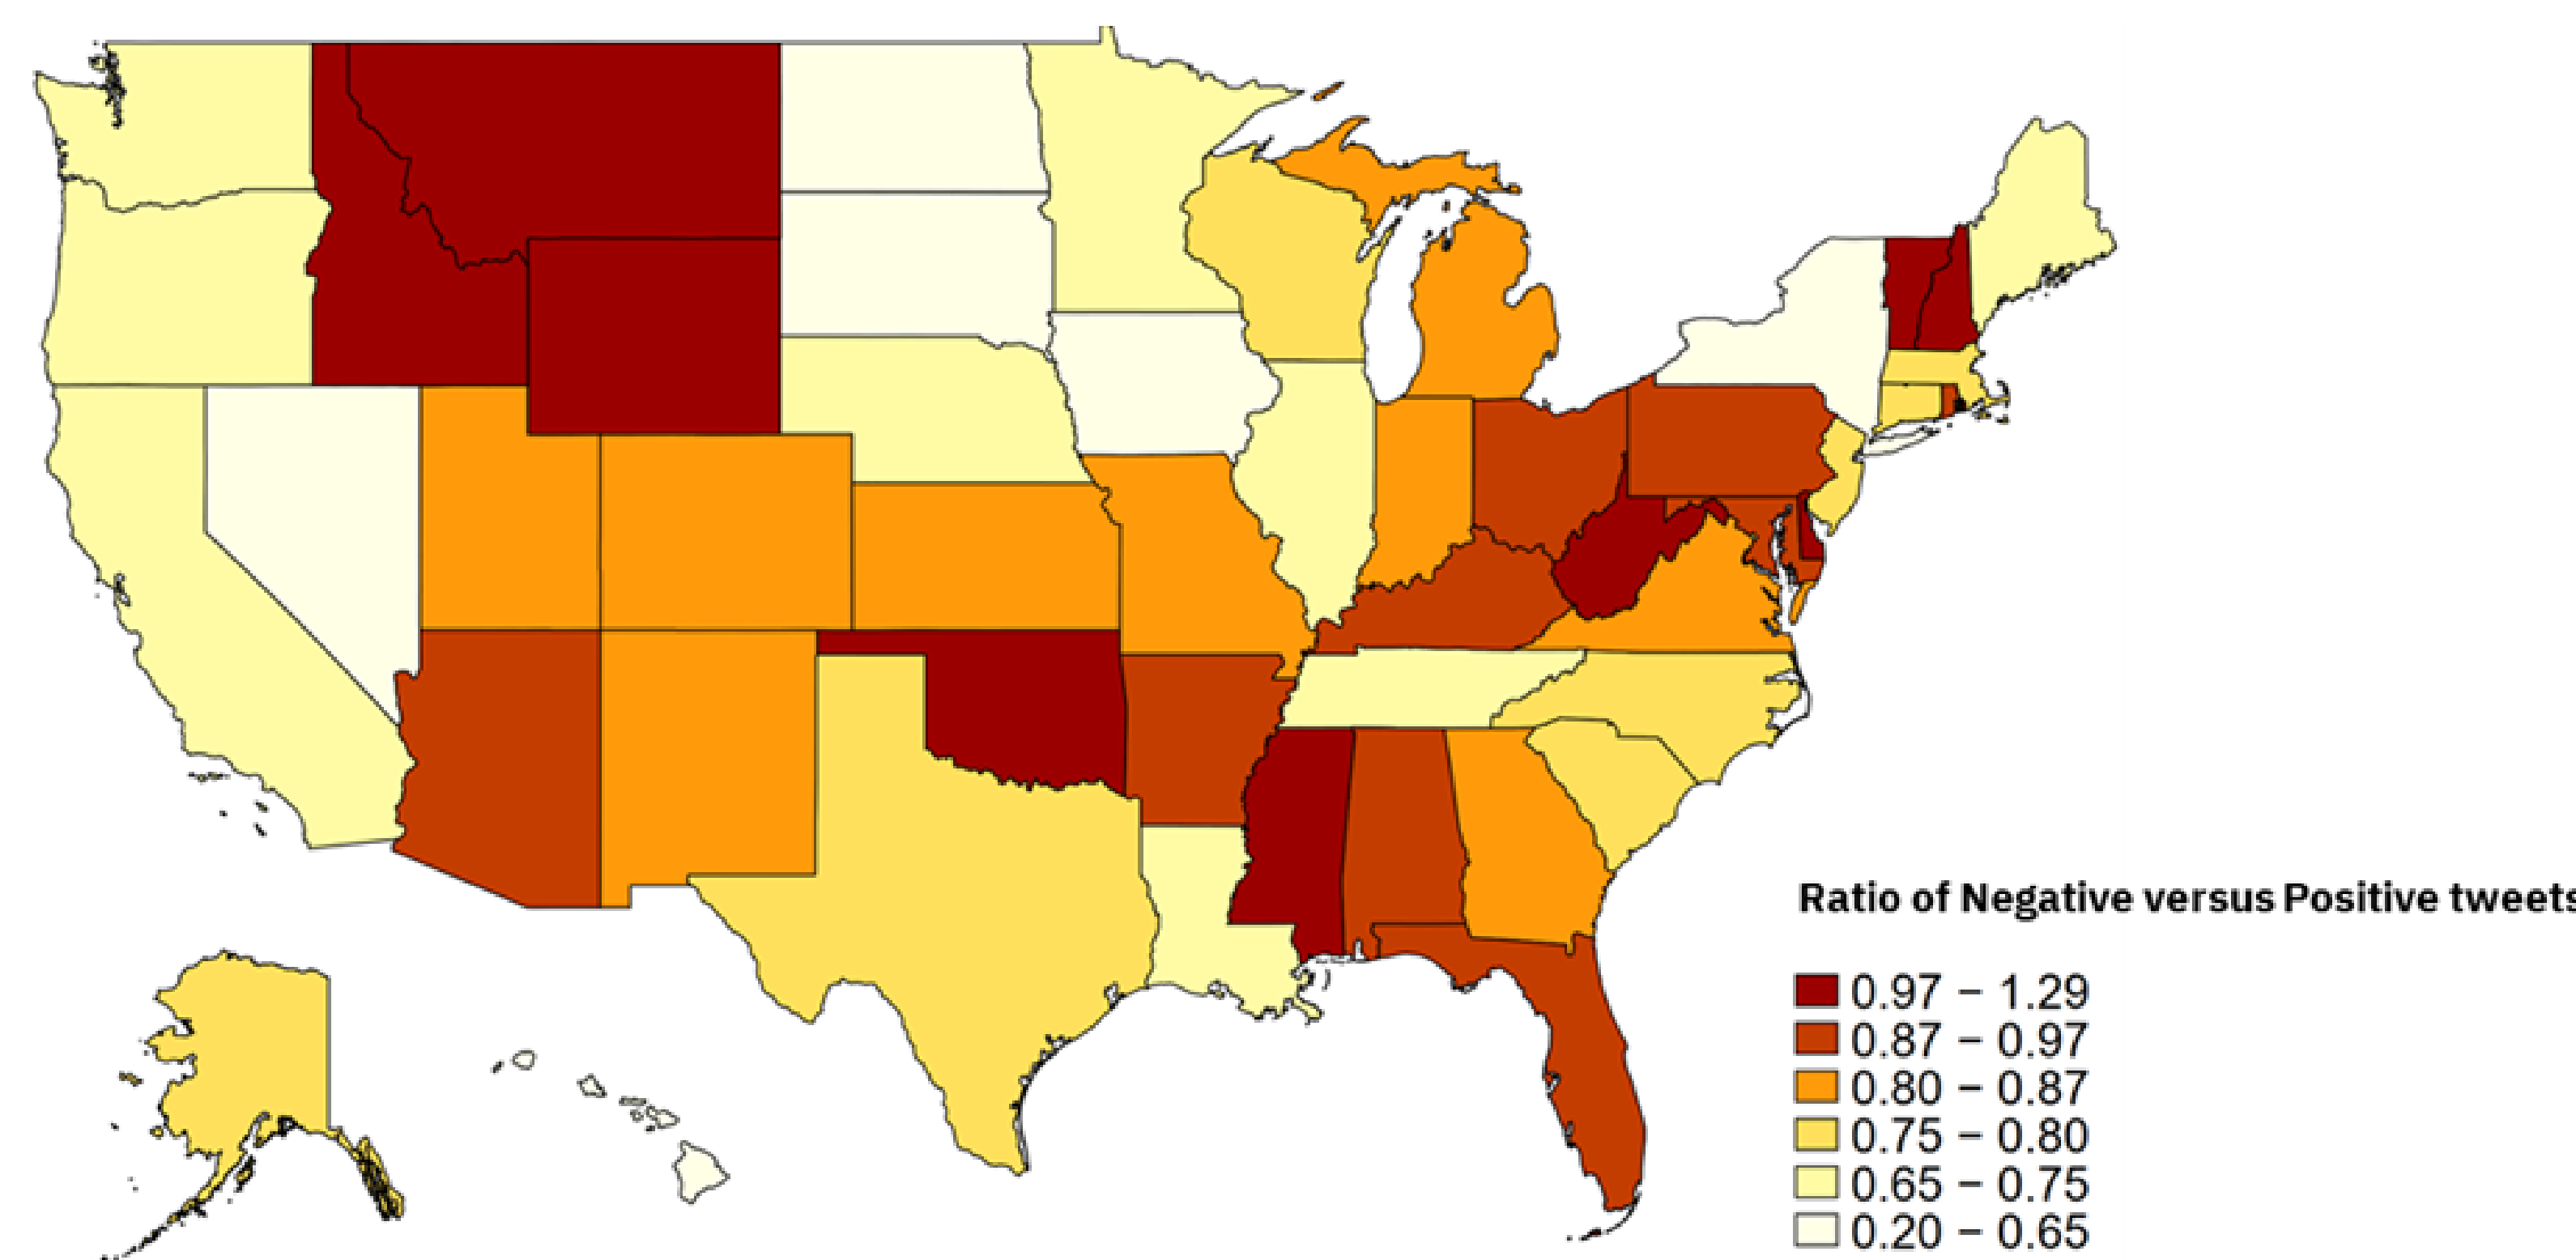 Ratio of Negative versus Positive tweets
0.97 – 1.29
0.87 – 0.97
0.80 – 0.87
0.75 – 0.80
0.65 – 0.75
0.20 – 0.65